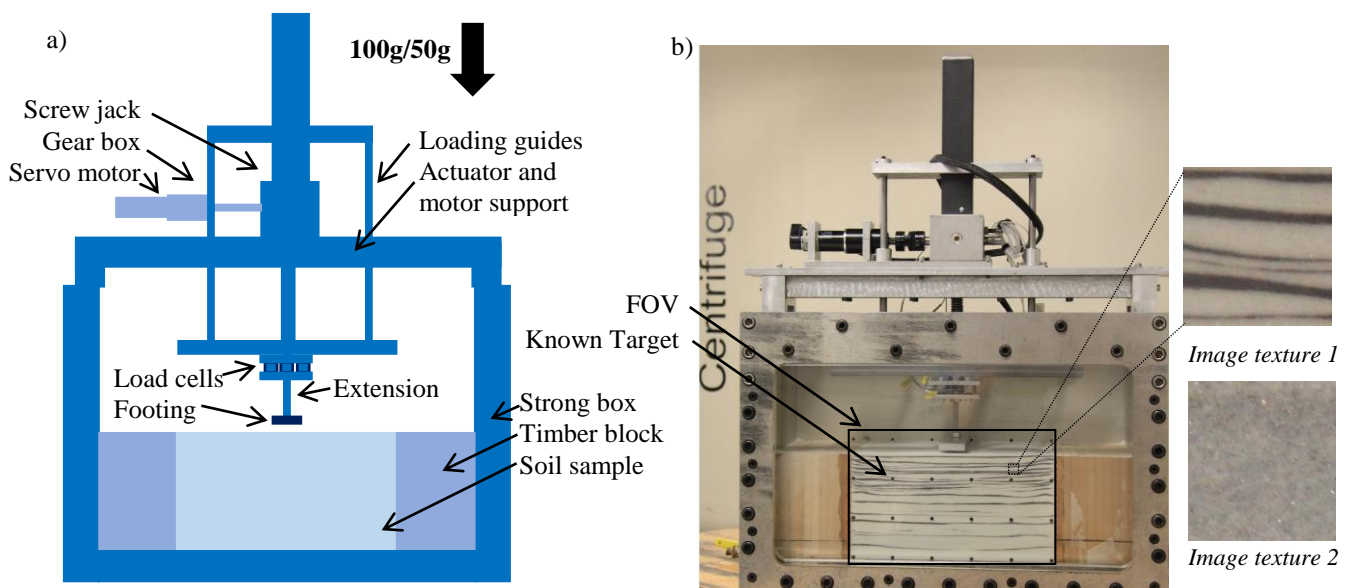 a)
100g/50g
Screw jack
Gear box
Servo motor
Loading guides
Actuator and
motor support
Load cells
Footing
Extension
Strong box
Timber block
Soil sample
b)
FOV
Known Target
Centrifuge
Image texture 1
Image texture 2